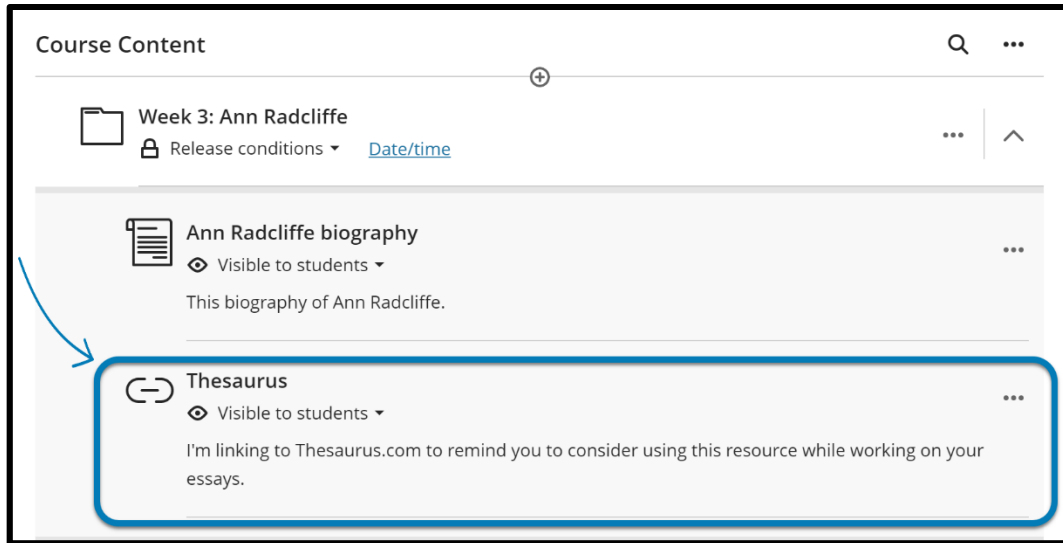 Course Content
Week 3: Ann Radcliffe
Release conditions Date/time
Ann Radcliffe biography
Visible to students
This biography of Ann Radcliffe.
Thesaurus
Visible to students
I'm linking to Thesaurus.com to remind you to consider using this resource while working on your
essays.